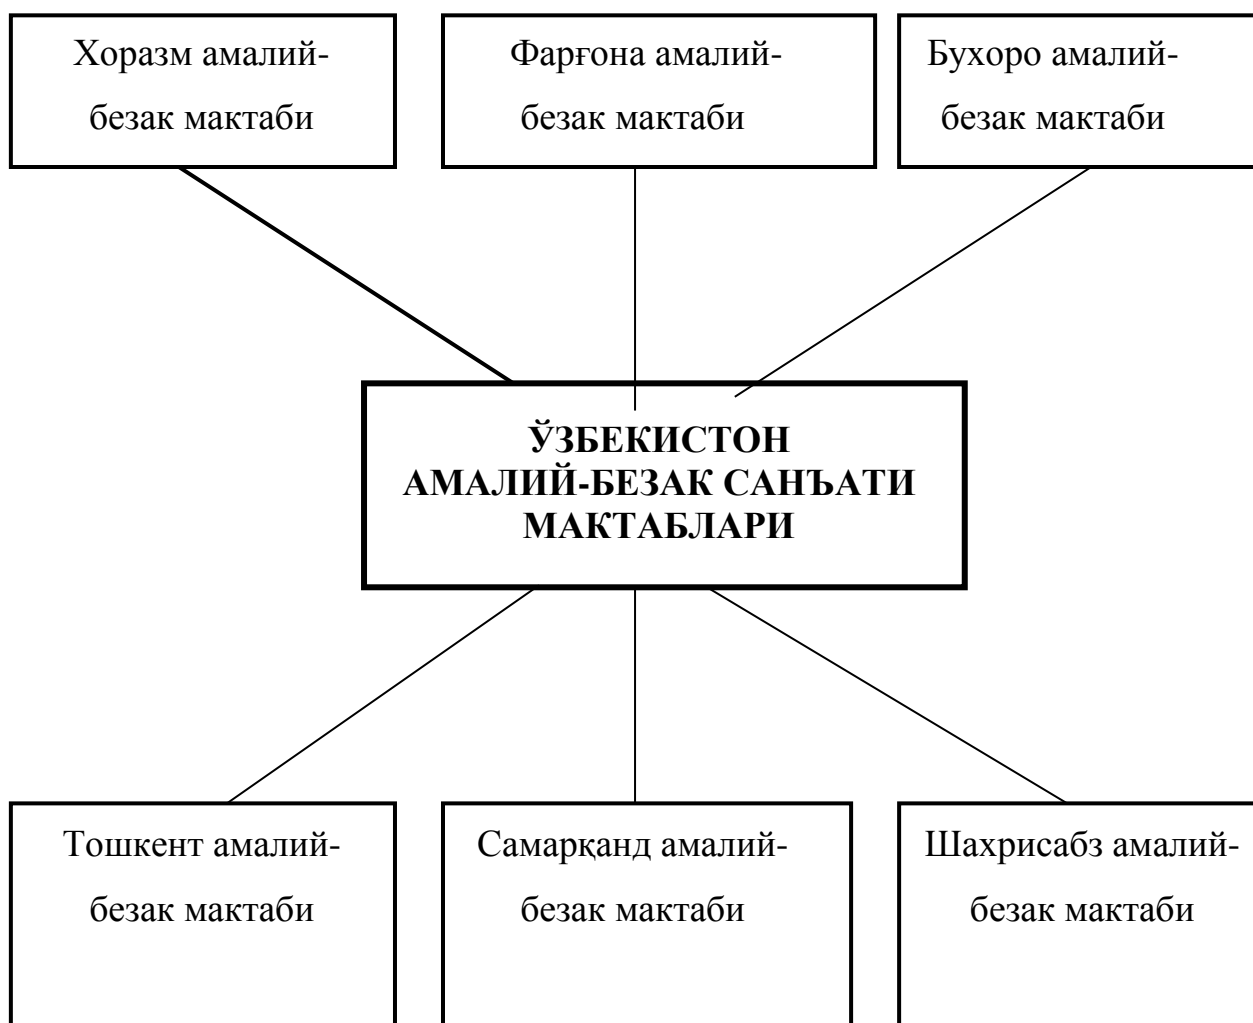 Хоразм амалий-
безак мактаби
Фарғона амалий-
безак мактаби
Бухоро амалий-
безак мактаби
ЎЗБЕКИСТОН
АМАЛИЙ-БЕЗАК САНЪАТИ
МАКТАБЛАРИ
Тошкент амалий-
безак мактаби
Самарқанд амалий-
безак мактаби
Шахрисабз амалий-
безак мактаби